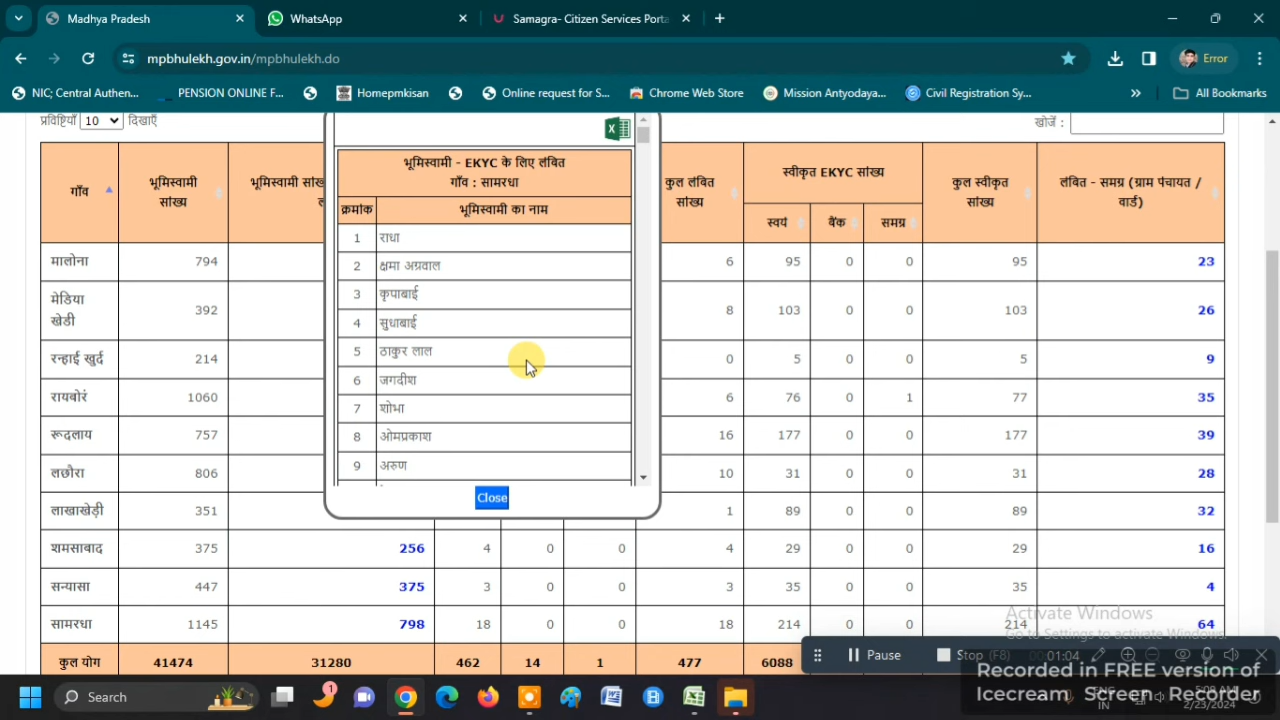 Madhya Pradesh
WhatsApp
Samagra- Citizen Services Porta
mpbhulekh.gov.in/mpbhulekh.do
Error
NIC; Central Authen...
PENSION ONLINE F...
Homepmkisan
Online request for S...
Chrome Web Store
Mission Antyodaya...
Civil Registration Sy...
All Bookmarks
प्रविष्टियाँ 10 दिखाएँ
खोजें :
गाँव
भूमिस्वामी सांख्य
भूमिस्वामी
कुल लंबित सांख्य
स्वीकृत EKYC सांख्य
स्वयं बैंक समग्र
कुल स्वीकृत सांख्य
लंबित - समग्र (ग्राम पंचायत / वार्ड)
भूमिस्वामी - EKYC के लिए लंबित
गाँव : सामरधा
क्रमांक भूमिस्वामी का नाम
1 राधा
2 क्षमा अग्रवाल
3 कृपाबाई
4 सुधाबाई
5 ठाकुर लाल
6 जगदीश
7 शोभा
8 ओमप्रकाश
9 अरुण
Close
मालोना 794 6 95 0 0 95 23
मेडिया खेडी 392 8 103 0 0 103 26
रन्हाई खुर्द 214 0 5 0 0 5 9
रायबोरं 1060 6 76 0 1 77 35
रूदलाय 757 16 177 0 0 177 39
लछौरा 806 10 31 0 0 31 28
लाखाखेड़ी 351 1 89 0 0 89 32
शमसाबाद 375 256 4 0 0 4 29 0 0 29 16
सन्यासा 447 375 3 0 0 3 35 0 0 35 4
सामरधा 1145 798 18 0 0 18 214 0 0 214 64
कुल योग 41474 31280 462 14 1 477 6088
Activate Windows
Go to Settings to activate Windows.
Pause
Stop (F8)
00:01:04
Recorded in FREE version of
Icecream Screen Recorder
Search
1
ENG
IN
5:08 AM
2/23/2024